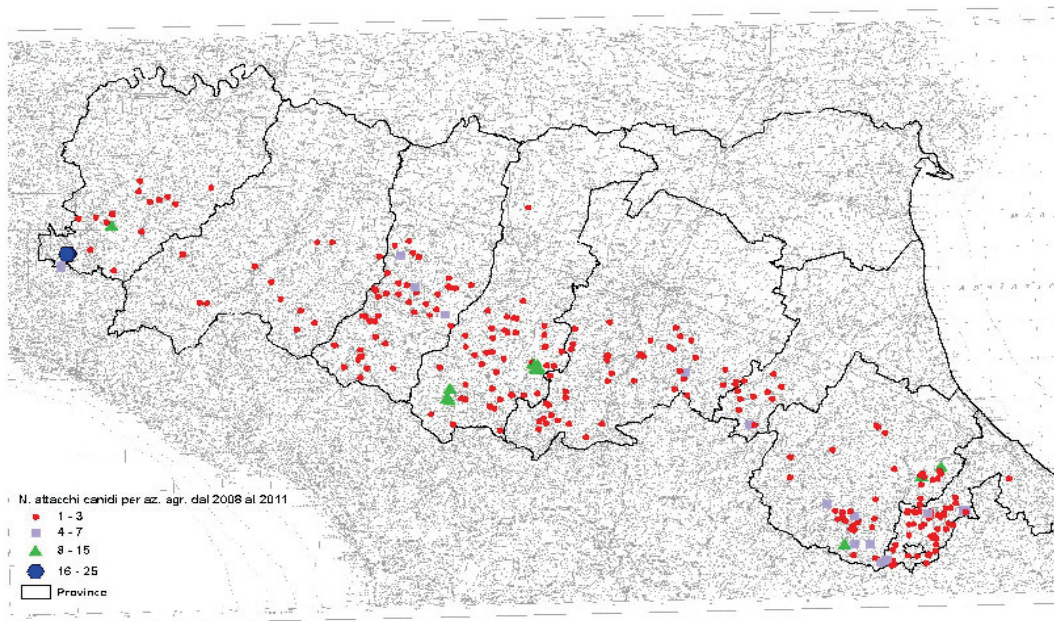 M A R E
A D R I A T I C O
N. attacchi canidi per az. agr. dal 2008 al 2011
1 - 3
4 - 7
8 - 15
16 - 25
Province